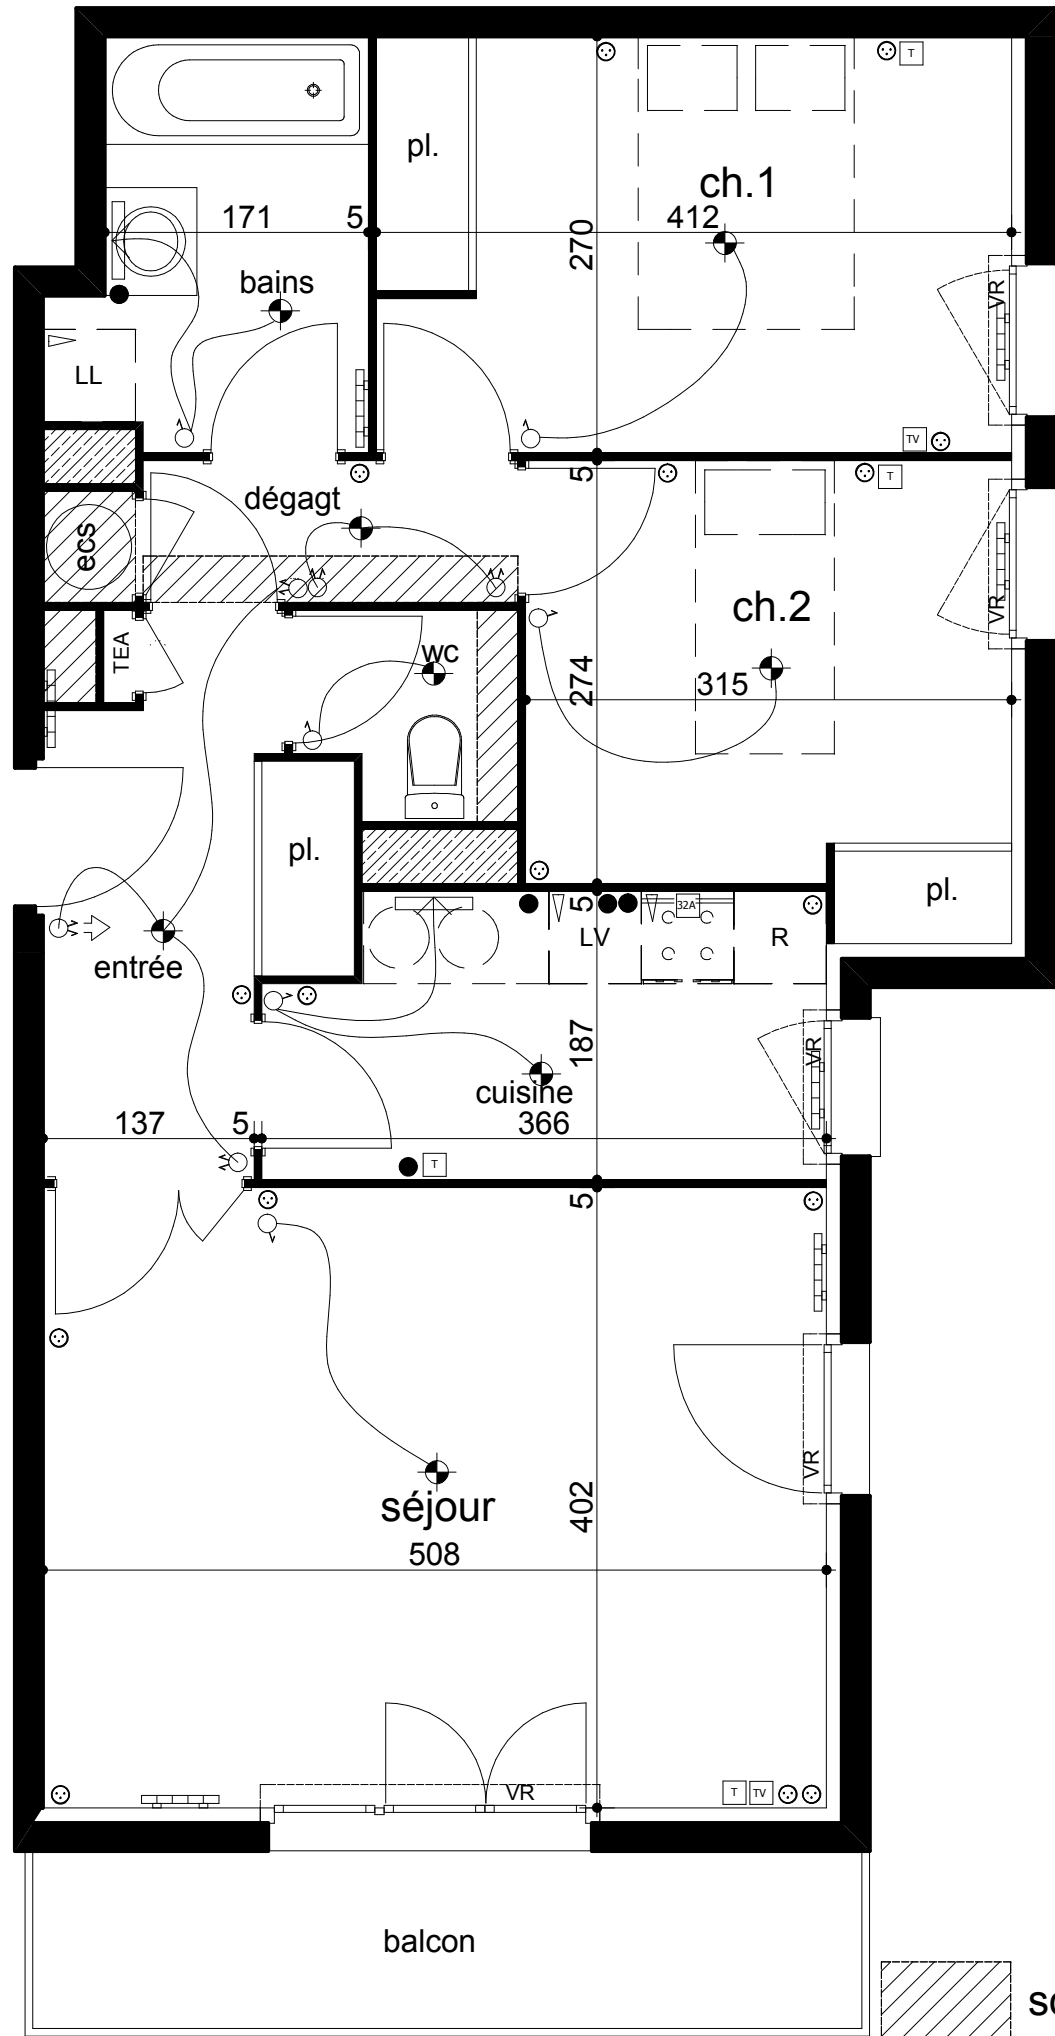 T
pl.
ch.1
171
5
412
270
bains
VR
LL
TV
5
T
dégagt
ecs
VR
ch.2
TEA
wc
274
315
pl.
pl.
5
32A
LV
R
entrée
187
VR
cuisine
137
5
366
T
5
VR
402
séjour
508
VR
T
TV
balcon